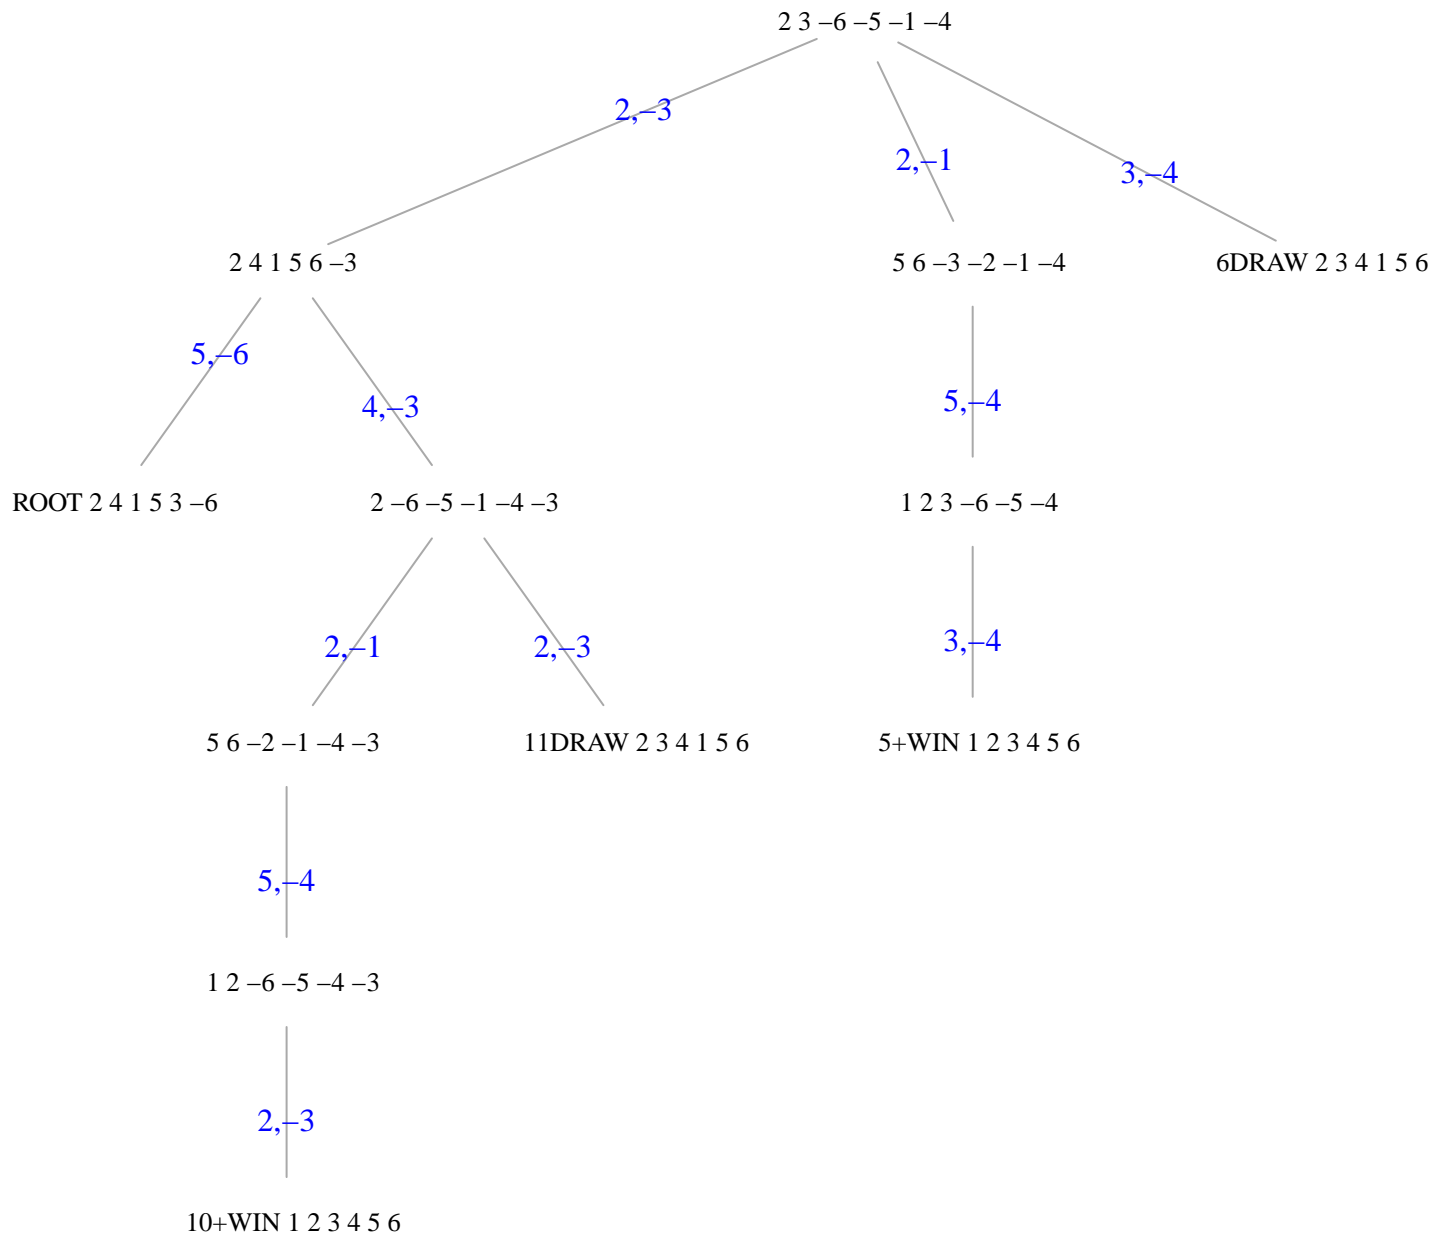 2 3 –6 –5 –1 –4
2,–3
2,–1
3,–4
2 4 1 5 6 –3
5 6 –3 –2 –1 –4
6DRAW 2 3 4 1 5 6
5,–6
4,–3
5,–4
ROOT 2 4 1 5 3 –6
2 –6 –5 –1 –4 –3
1 2 3 –6 –5 –4
2,–1
2,–3
3,–4
5 6 –2 –1 –4 –3
11DRAW 2 3 4 1 5 6
5+WIN 1 2 3 4 5 6
5,–4
1 2 –6 –5 –4 –3
2,–3
10+WIN 1 2 3 4 5 6